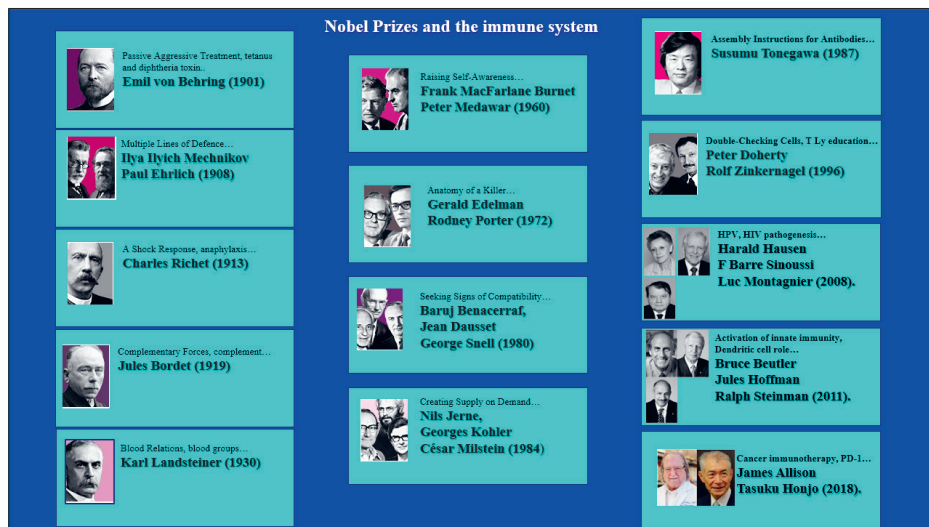 Nobel Prizes and the immune system
Passive Aggressive Treatment, tetanus
and diphtheria toxin..
Emil von Behring (1901)
Multiple Lines of Defence…
Ilya Ilyich Mechnikov
Paul Ehrlich (1908)
A Shock Response, anaphylaxis…
Charles Richet (1913)
Complementary Forces, complement…
Jules Bordet (1919)
Blood Relations, blood groups…
Karl Landsteiner (1930)
Raising Self-Awareness…
Frank MacFarlane Burnet
Peter Medawar (1960)
Anatomy of a Killer…
Gerald Edelman
Rodney Porter (1972)
Seeking Signs of Compatibility…
Baruj Benacerraf,
Jean Dausset
George Snell (1980)
Creating Supply on Demand…
Nils Jerne,
Georges Kohler
César Milstein (1984)
Assembly Instructions for Antibodies…
Susumu Tonegawa (1987)
Double-Checking Cells, T Ly education…
Peter Doherty
Rolf Zinkernagel (1996)
HPV, HIV pathogenesis…
Harald Hausen
F Barre Sinoussi
Luc Montagnier (2008).
Activation of innate immunity,
Dendritic cell role…
Bruce Beutler
Jules Hoffman
Ralph Steinman (2011).
Cancer immunotherapy, PD-1…
James Allison
Tasuku Honjo (2018).